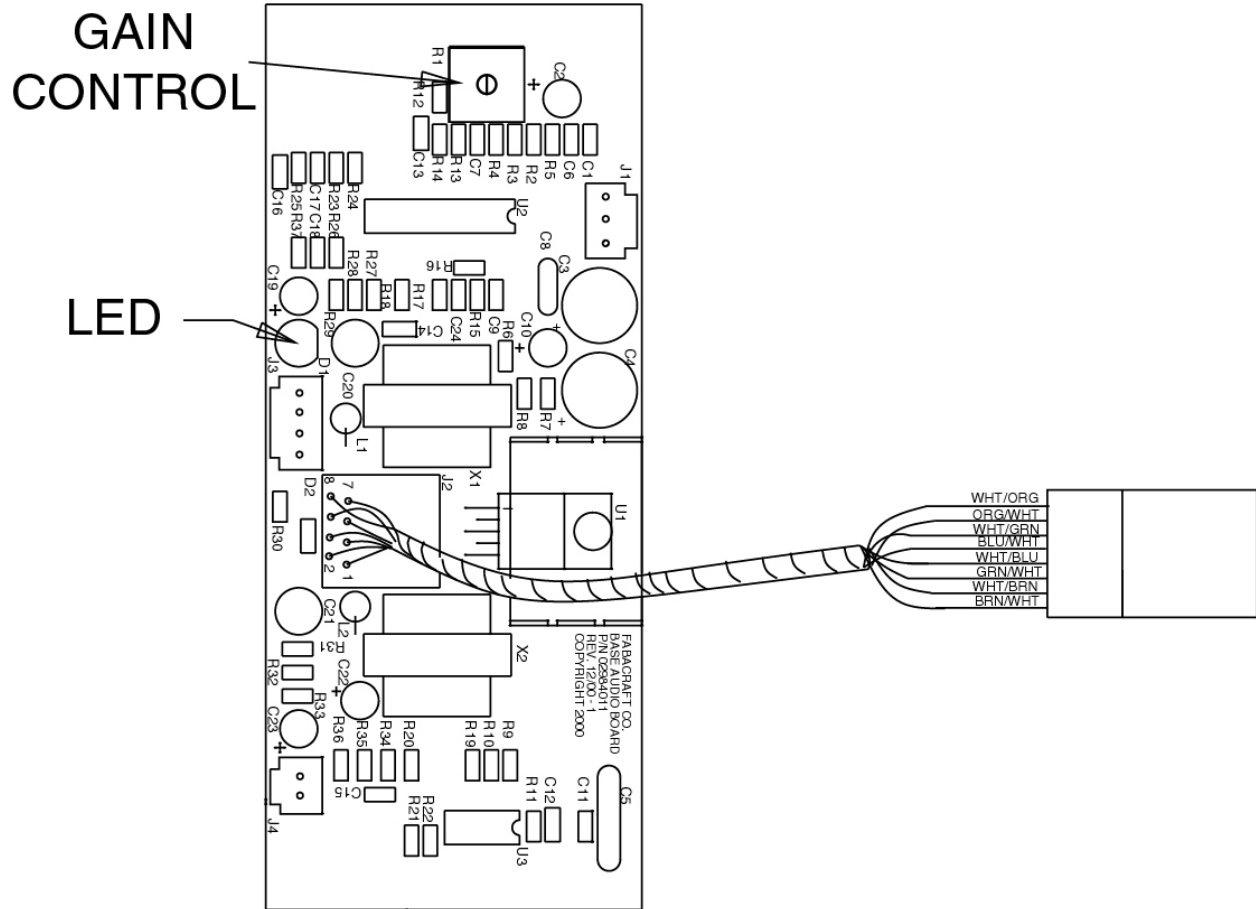 GAIN
CONTROL
R1
R12
+
C2
C13
R14
R13
C7
R4
R3
R2
R5
C6
C1
J1
C16
R25
C17
R23
R24
U2
R37
C18
R26
R16
C8
C3
C19
R28
R27
R18
R17
C24
R15
C9
R6
C10
+
+
+
LED
R29
C14
C4
J3
D1
C20
R8
R7
+
L1
X1
J2
D2
8
7
U1
R30
2
1
WHT/ORG
ORG/WHT
WHT/GRN
BLU/WHT
WHT/BLU
GRN/WHT
WHT/BRN
BRN/WHT
C21
L2
R31
X2
FABACRAFT CO.
BASE AUDIO BOARD
P/N 02984011
REV. 12/00 - 1
COPYRIGHT 2000
R32
C22
+
R33
C23
+
R36
R35
R34
R20
R19
R10
R9
C15
J4
R21
R22
R11
C12
C11
C5
U3